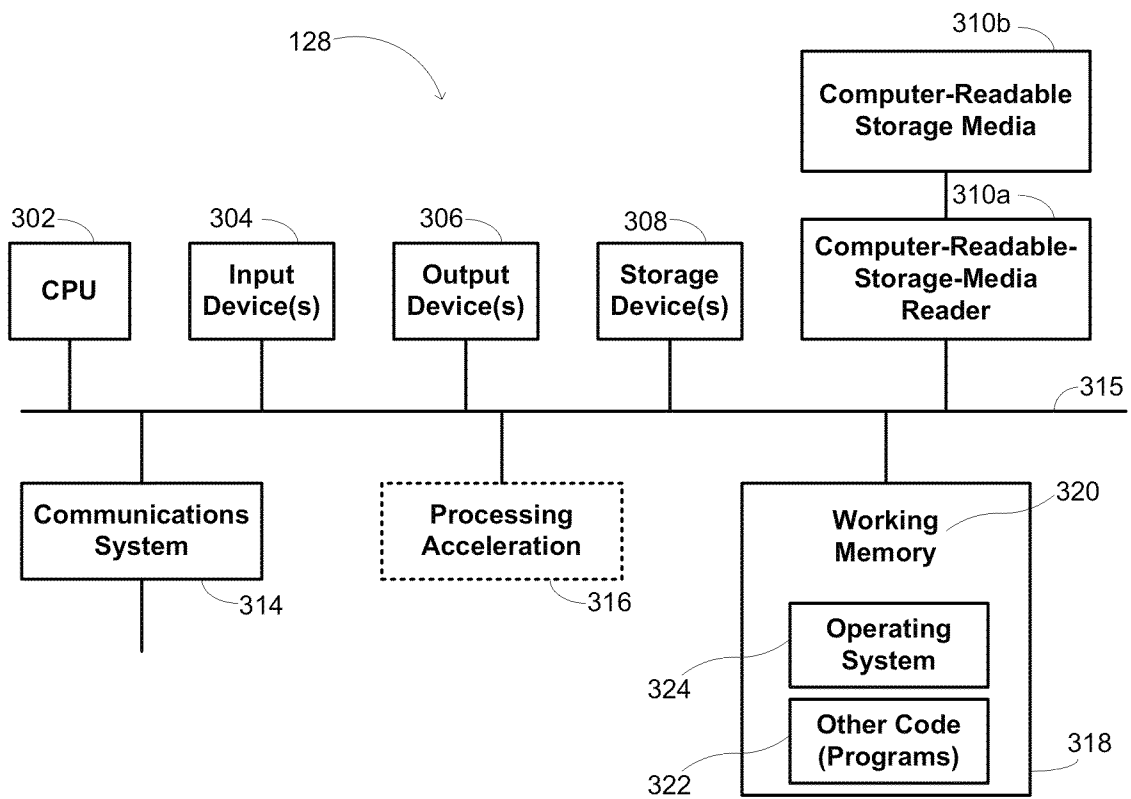 128
310b
Computer-Readable
Storage Media
302
304
306
308
310a
CPU
Input
Device(s)
Output
Device(s)
Storage
Device(s)
Computer-Readable-
Storage-Media
Reader
315
Communications
System
314
Processing
Acceleration
316
Working
Memory
320
Operating
System
324
Other Code
(Programs)
322
318